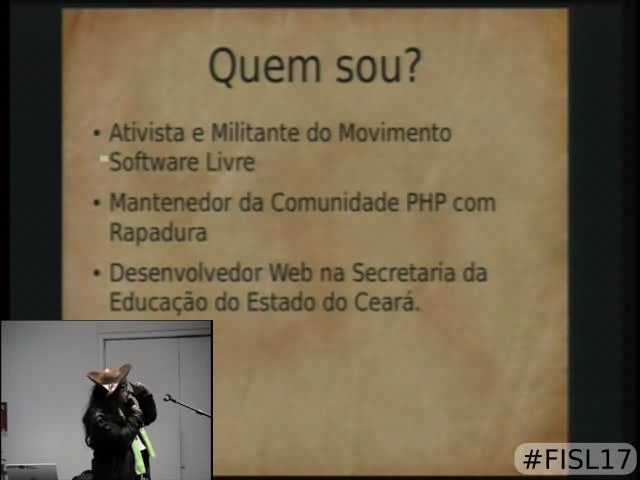 Quem sou?
• Ativista e Militante do Movimento
Software Livre
• Mantenedor da Comunidade PHP com
Rapadura
• Desenvolvedor Web na Secretaria da
Educação do Estado do Ceará.
#FISL17